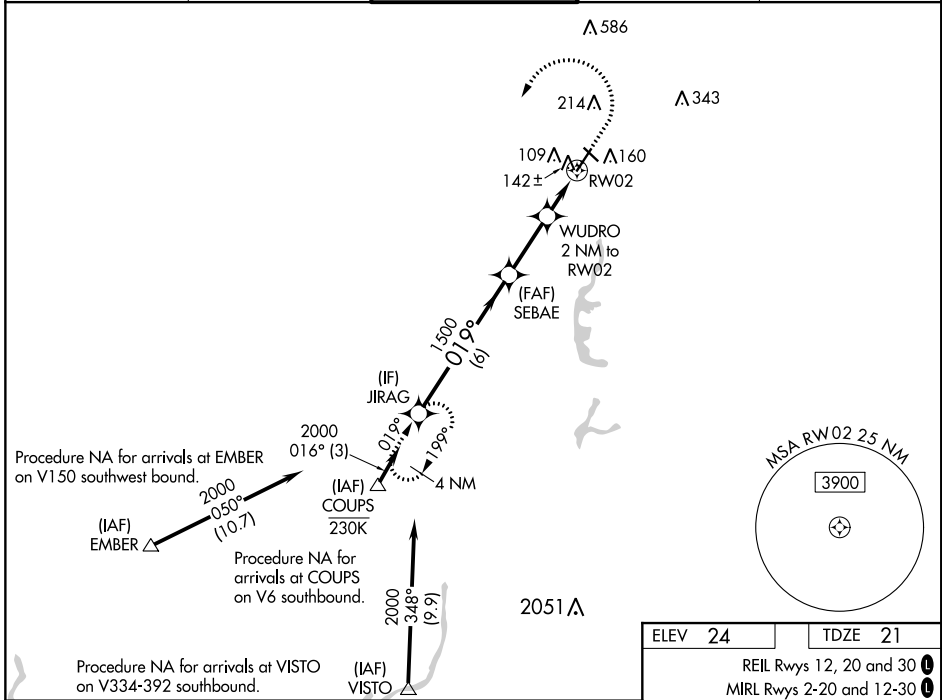 586
214
343
109
160
142±
RW02
WUDRO
2 NM to
RW02
(FAF)
SEBAE
1500
019°
(6)
(IF)
JIRAG
2000
016° (3)
019°
199°
4 NM
Procedure NA for arrivals at EMBER
on V150 southwest bound.
2000
050°
(10.7)
(IAF)
EMBER
(IAF)
COUPS
230K
Procedure NA for
arrivals at COUPS
on V6 southbound.
MSA RW02 25 NM
3900
2000
348°
(9.9)
2051
Procedure NA for arrivals at VISTO
on V334-392 southbound.
(IAF)
VISTO
ELEV 24
TDZE 21
REIL Rwys 12, 20 and 30 L
MIRL Rwys 2-20 and 12-30 L